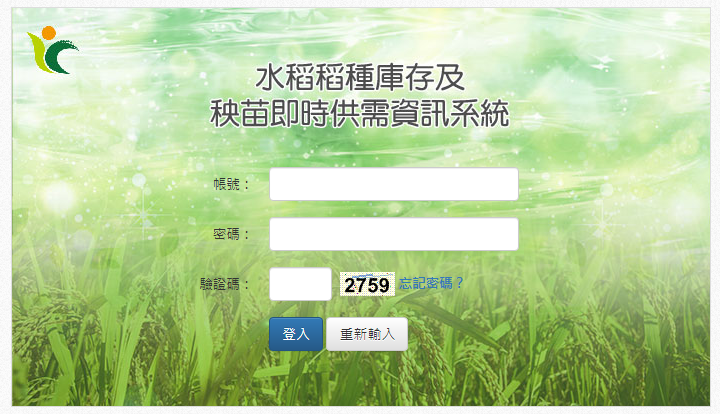 水稻稻種庫存及
秧苗即時供需資訊系統
帳號：
密碼：
驗證碼： 2759 忘記密碼？
登入 重新輸入